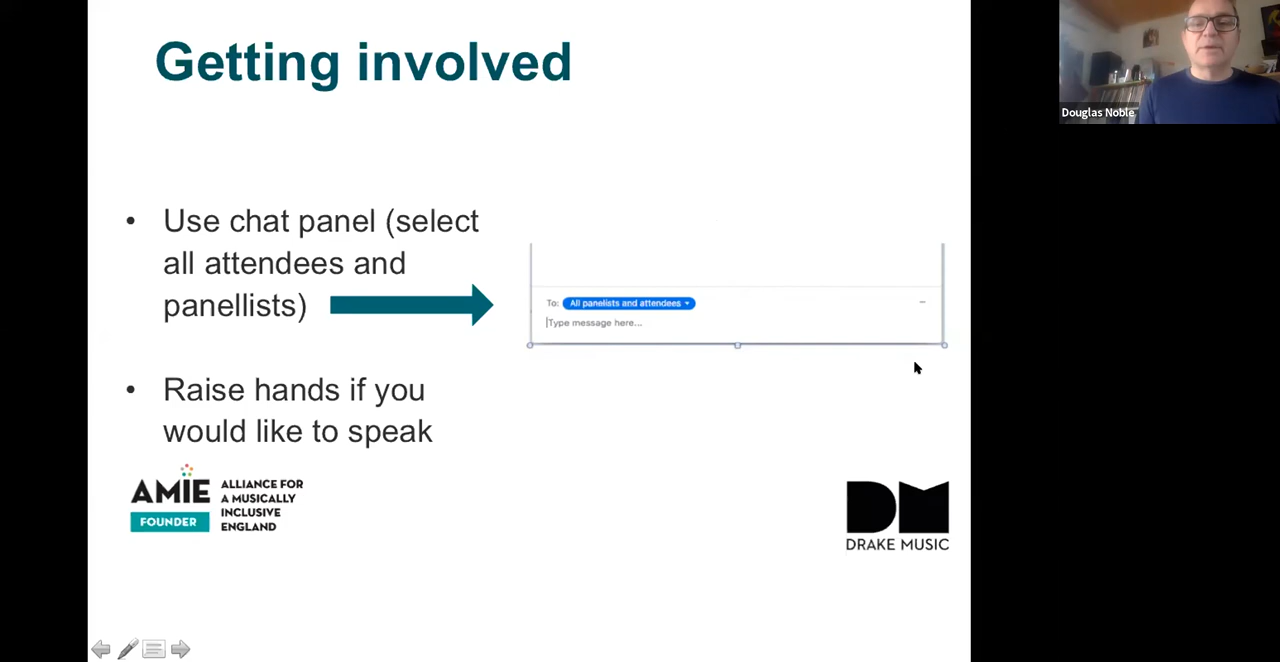 Getting involved
Douglas Noble
• Use chat panel (select
all attendees and
panellists)
To: All panelists and attendees
Type message here...
• Raise hands if you
would like to speak
AMIE
FOUNDER
ALLIANCE FOR
A MUSICALLY
INCLUSIVE
ENGLAND
DM
DRAKE MUSIC